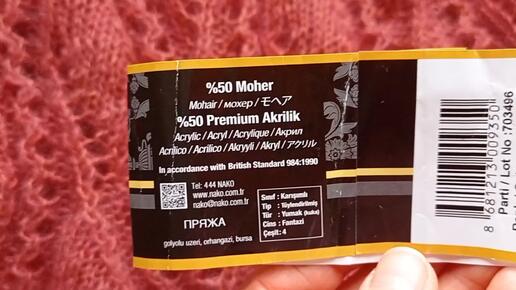 %50 Moher
Mohair / мохер / モヘア
%50 Premium Akrilik
Acrylic / Acryl / Acrylique / Акрил
Acrilico / Acrilico / Akryyli / Akryl / アクリル
In accordance with British Standard 984:1990
Tel: 444 NAKO
www.nako.com.tr
nako@nako.com.tr
ПРЯЖА
golyolu uzeri, orhangazi, bursa
Sınıf : Karışımlı
Tip : Tüylendirilmiş
Tür : Yumak (kuka)
Cins : Fantazi
Çeşit: 4
8 681213 009350
Parti / Lot No :703496